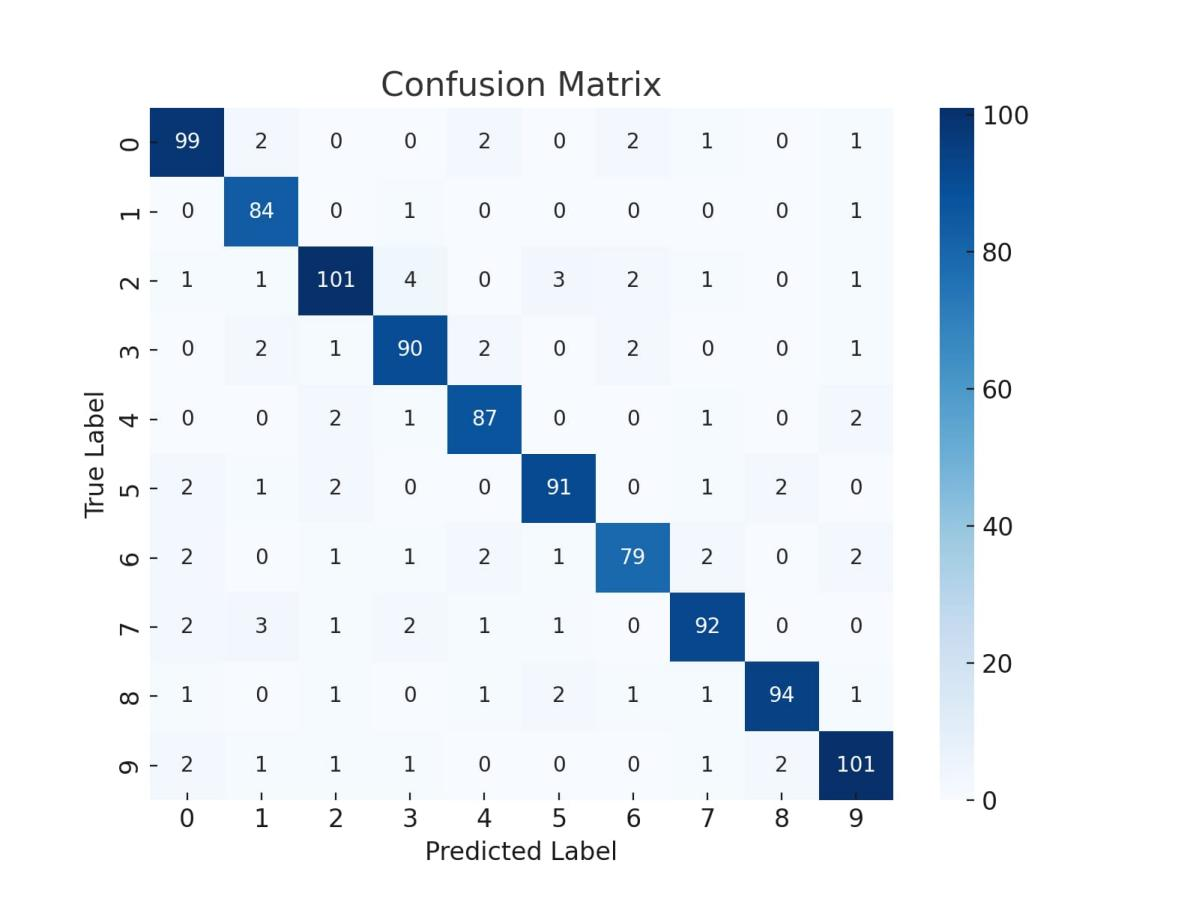 Confusion Matrix
0 99 2 0 0 2 0 2 1 0 1
1 0 84 0 1 0 0 0 0 0 1
2 1 1 101 4 0 3 2 1 0 1
3 0 2 1 90 2 0 2 0 0 1
4 0 0 2 1 87 0 0 1 0 2
5 2 1 2 0 0 91 0 1 2 0
6 2 0 1 1 2 1 79 2 0 2
7 2 3 1 2 1 1 0 92 0 0
8 1 0 1 0 1 2 1 1 94 1
9 2 1 1 1 0 0 0 1 2 101
0 1 2 3 4 5 6 7 8 9
Predicted Label
True Label
100
80
60
40
20
0